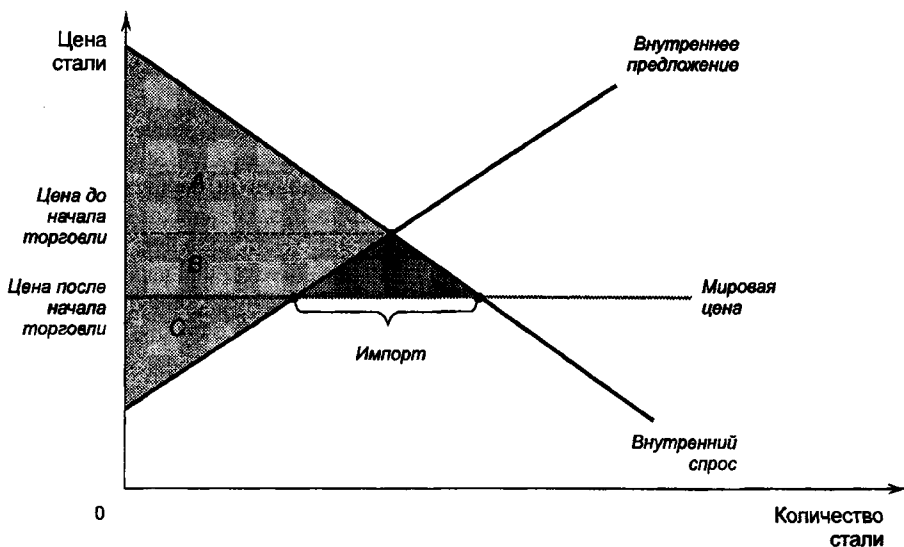 Цена
стали
Внутреннее
предложение
A
Цена до
начала
торговли
B
Цена после
начала
торговли
Мировая
цена
C
Импорт
Внутренний
спрос
0
Количество
стали